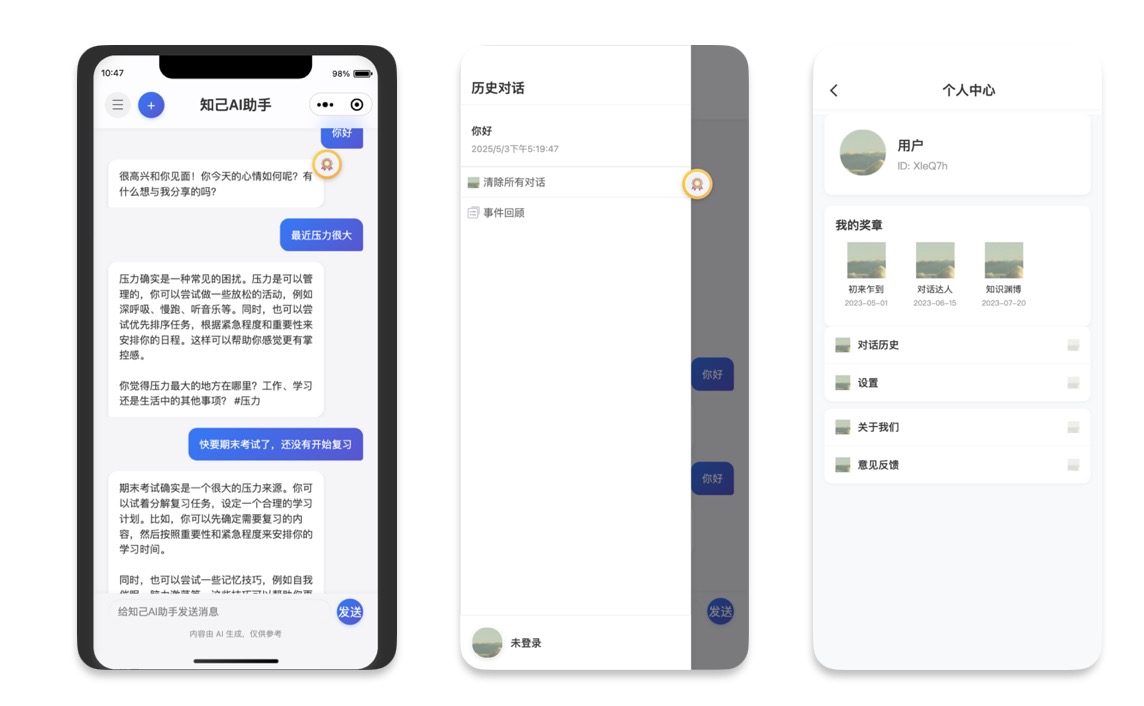 10:47
98%
知己AI助手
+
你好
很高兴和你见面！你今天的心情如何呢？有
什么想与我分享的吗？
最近压力很大
压力确实是一种常见的困扰。压力是可以管
理的，你可以尝试做一些放松的活动，例如
深呼吸、慢跑、听音乐等。同时，也可以尝
试优先排序任务，根据紧急程度和重要性来
安排你的日程。这样可以帮助你感觉更有掌
控感。
你觉得压力最大的地方在哪里？工作、学习
还是生活中的其他事项？ #压力
快要期末考试了，还没有开始复习
期末考试确实是一个很大的压力来源。你可
以试着分解复习任务，设定一个合理的学习
计划。比如，你可以先确定需要复习的内
容，然后按照重要性和紧急程度来安排你的
学习时间。
同时，也可以尝试一些记忆技巧，例如自我
给知己AI助手发送消息
发送
内容由 AI 生成，仅供参考
历史对话
你好
2025/5/3下午5:19:47
清除所有对话
事件回顾
你好
你好
发送
未登录
个人中心
用户
ID: XIeQ7h
我的奖章
初来乍到
对话达人
知识渊博
2023-05-01
2023-06-15
2023-07-20
对话历史
设置
关于我们
意见反馈